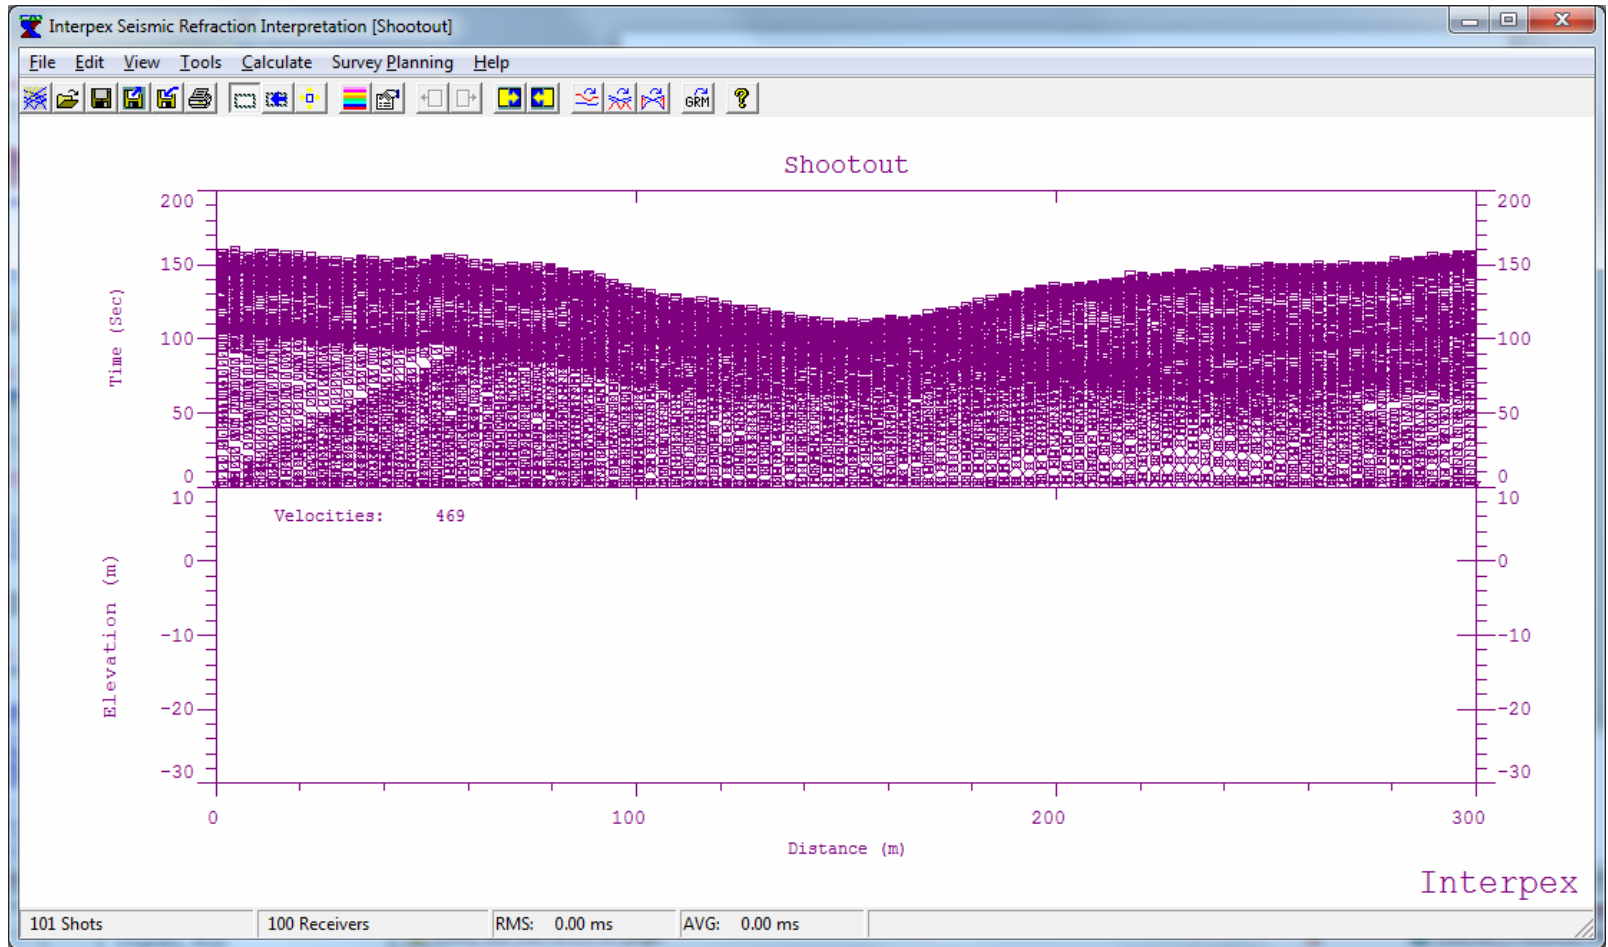 Interpex Seismic Refraction Interpretation [Shootout]
File Edit View Tools Calculate Survey Planning Help
GRM ?
Shootout
200 200
150 150
100 100
50 50
0 0
Time (Sec)
10 10
Velocities: 469
0 0
-10 -10
-20 -20
-30 -30
Elevation (m)
0 100 200 300
Distance (m)
Interpex
101 Shots 100 Receivers RMS: 0.00 ms AVG: 0.00 ms